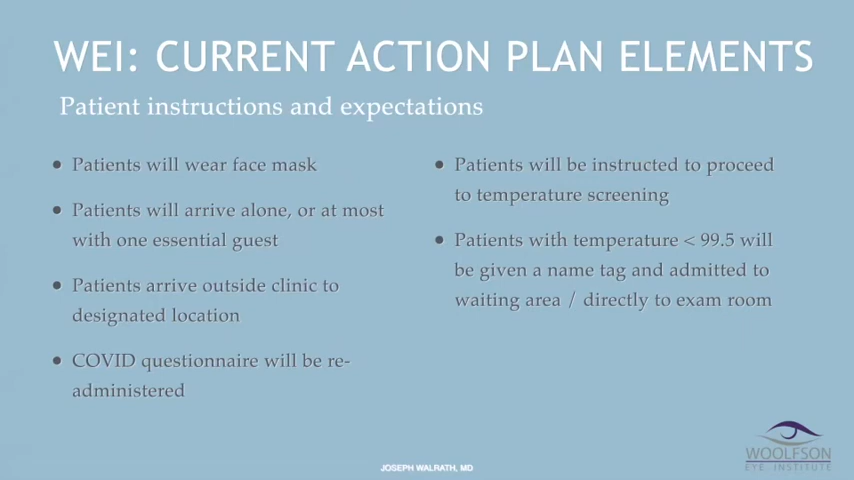 WEI: CURRENT ACTION PLAN ELEMENTS
Patient instructions and expectations
• Patients will wear face mask
• Patients will arrive alone, or at most
with one essential guest
• Patients arrive outside clinic to
designated location
• COVID questionnaire will be re-
administered
• Patients will be instructed to proceed
to temperature screening
• Patients with temperature < 99.5 will
be given a name tag and admitted to
waiting area / directly to exam room
JOSEPH WALRATH, MD
WOOLFSON
EYE INSTITUTE